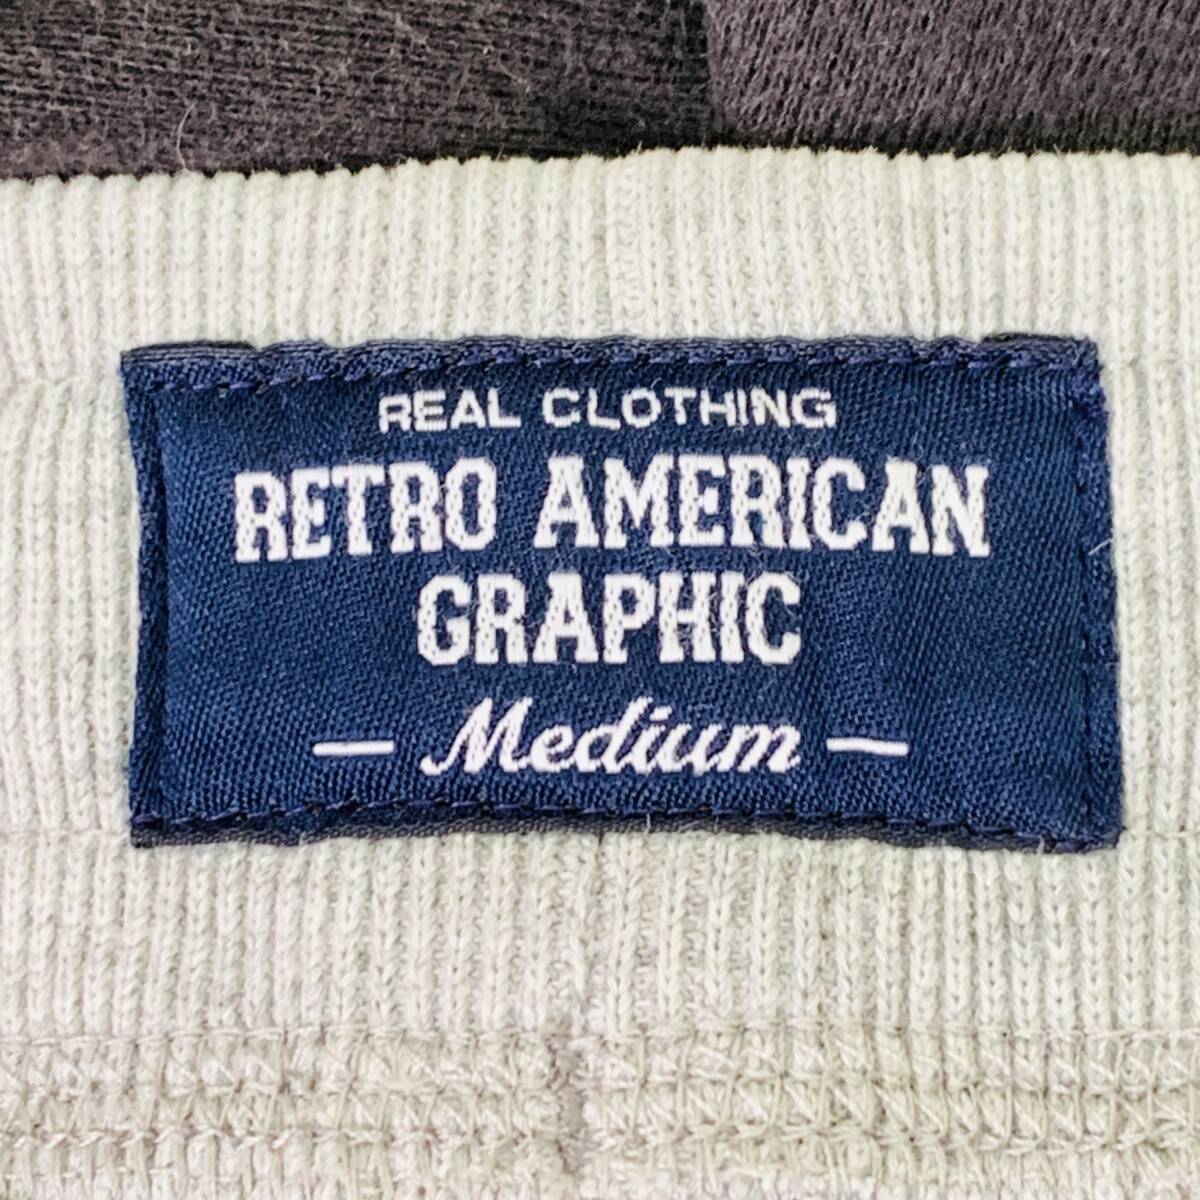 REAL CLOTHING
RETRO AMERICAN
GRAPHIC
— Medium —